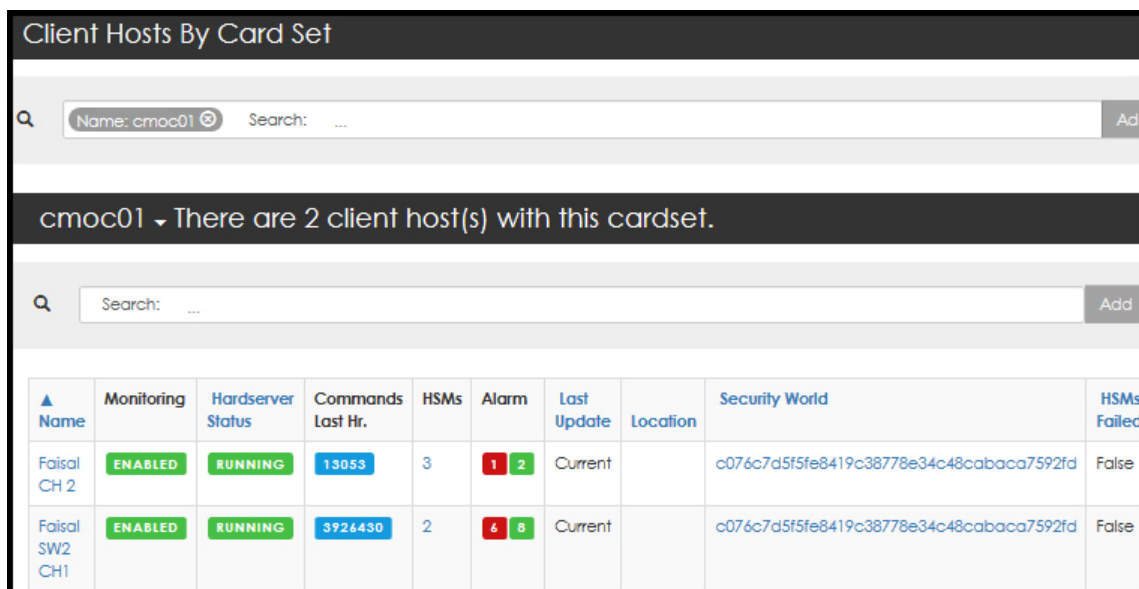 Client Hosts By Card Set
Name: cmoc01 Search: ...
cmoc01 There are 2 client host(s) with this cardset.
Search: ... Add
Name Monitoring Hardserver Status Commands Last Hr. HSMs Alarm Last Update Location Security World HSMs Failed
Faisal CH 2 ENABLED RUNNING 13053 3 1 2 Current c076c7d5f5fe8419c38778e34c48cabaca7592fd False
Faisal SW2 CH1 ENABLED RUNNING 3926430 2 6 8 Current c076c7d5f5fe8419c38778e34c48cabaca7592fd False